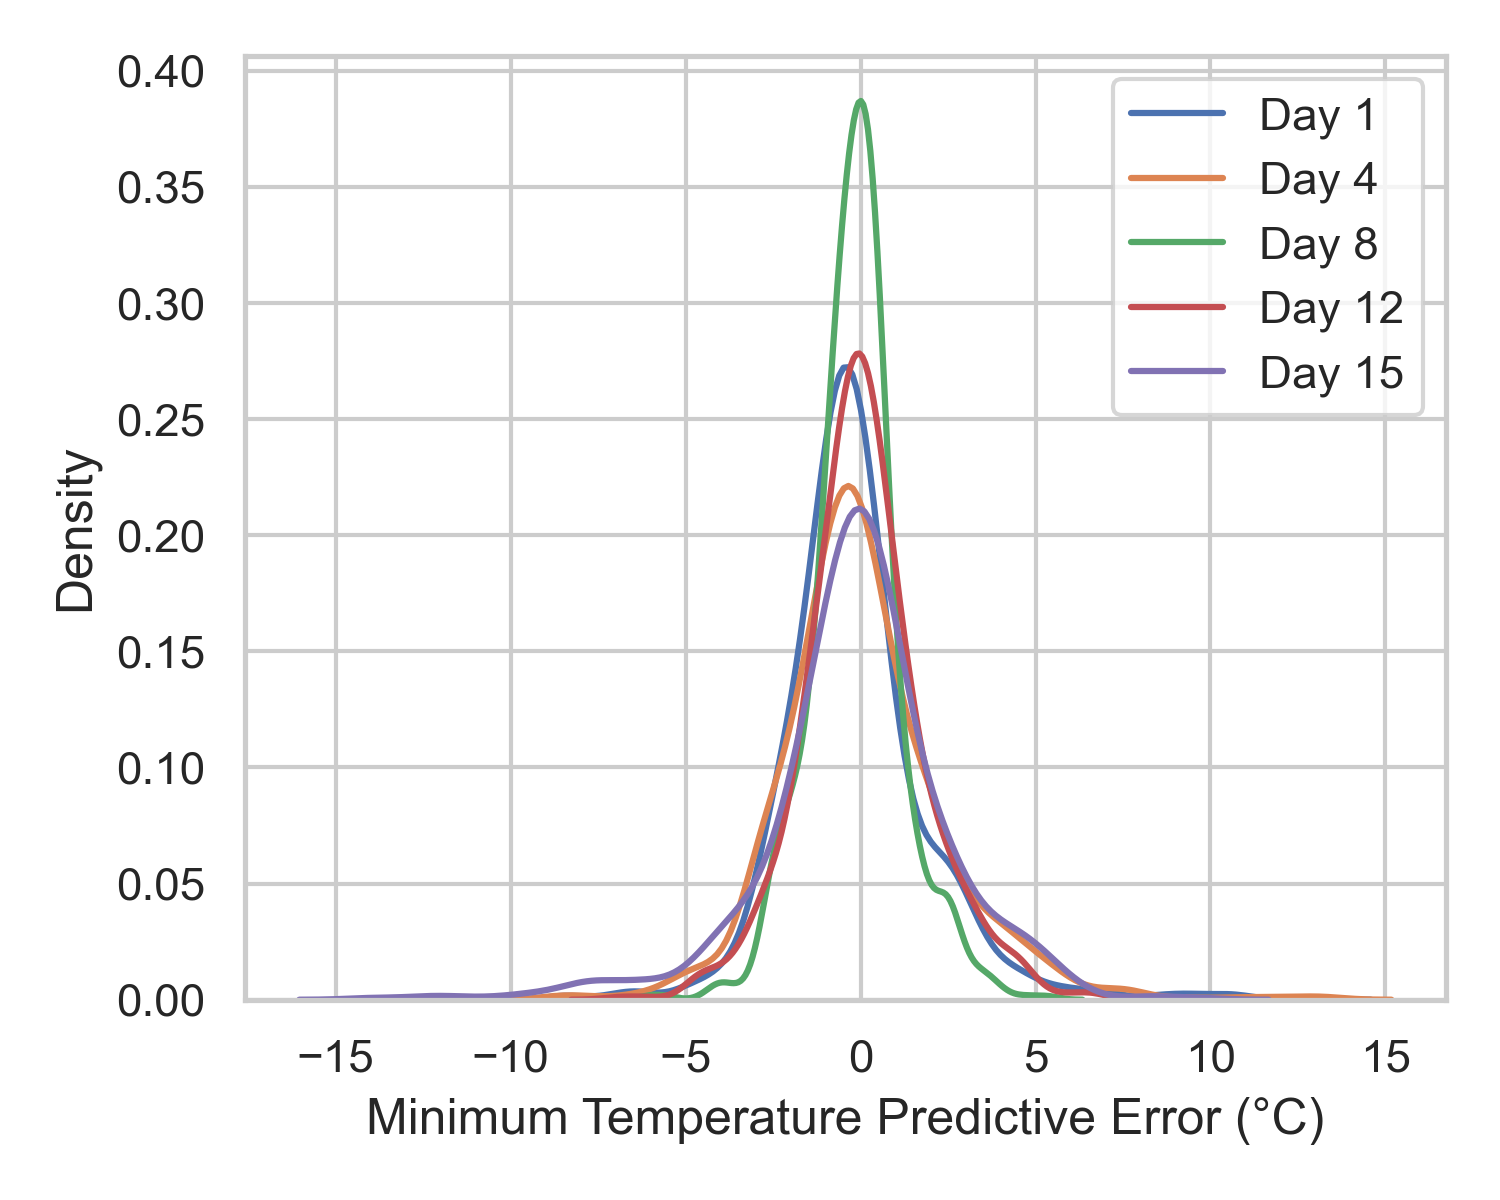 0.40
0.35
0.30
0.25
0.20
0.15
0.10
0.05
0.00
Density
Day 1
Day 4
Day 8
Day 12
Day 15
−15 −10 −5 0 5 10 15
Minimum Temperature Predictive Error (°C)